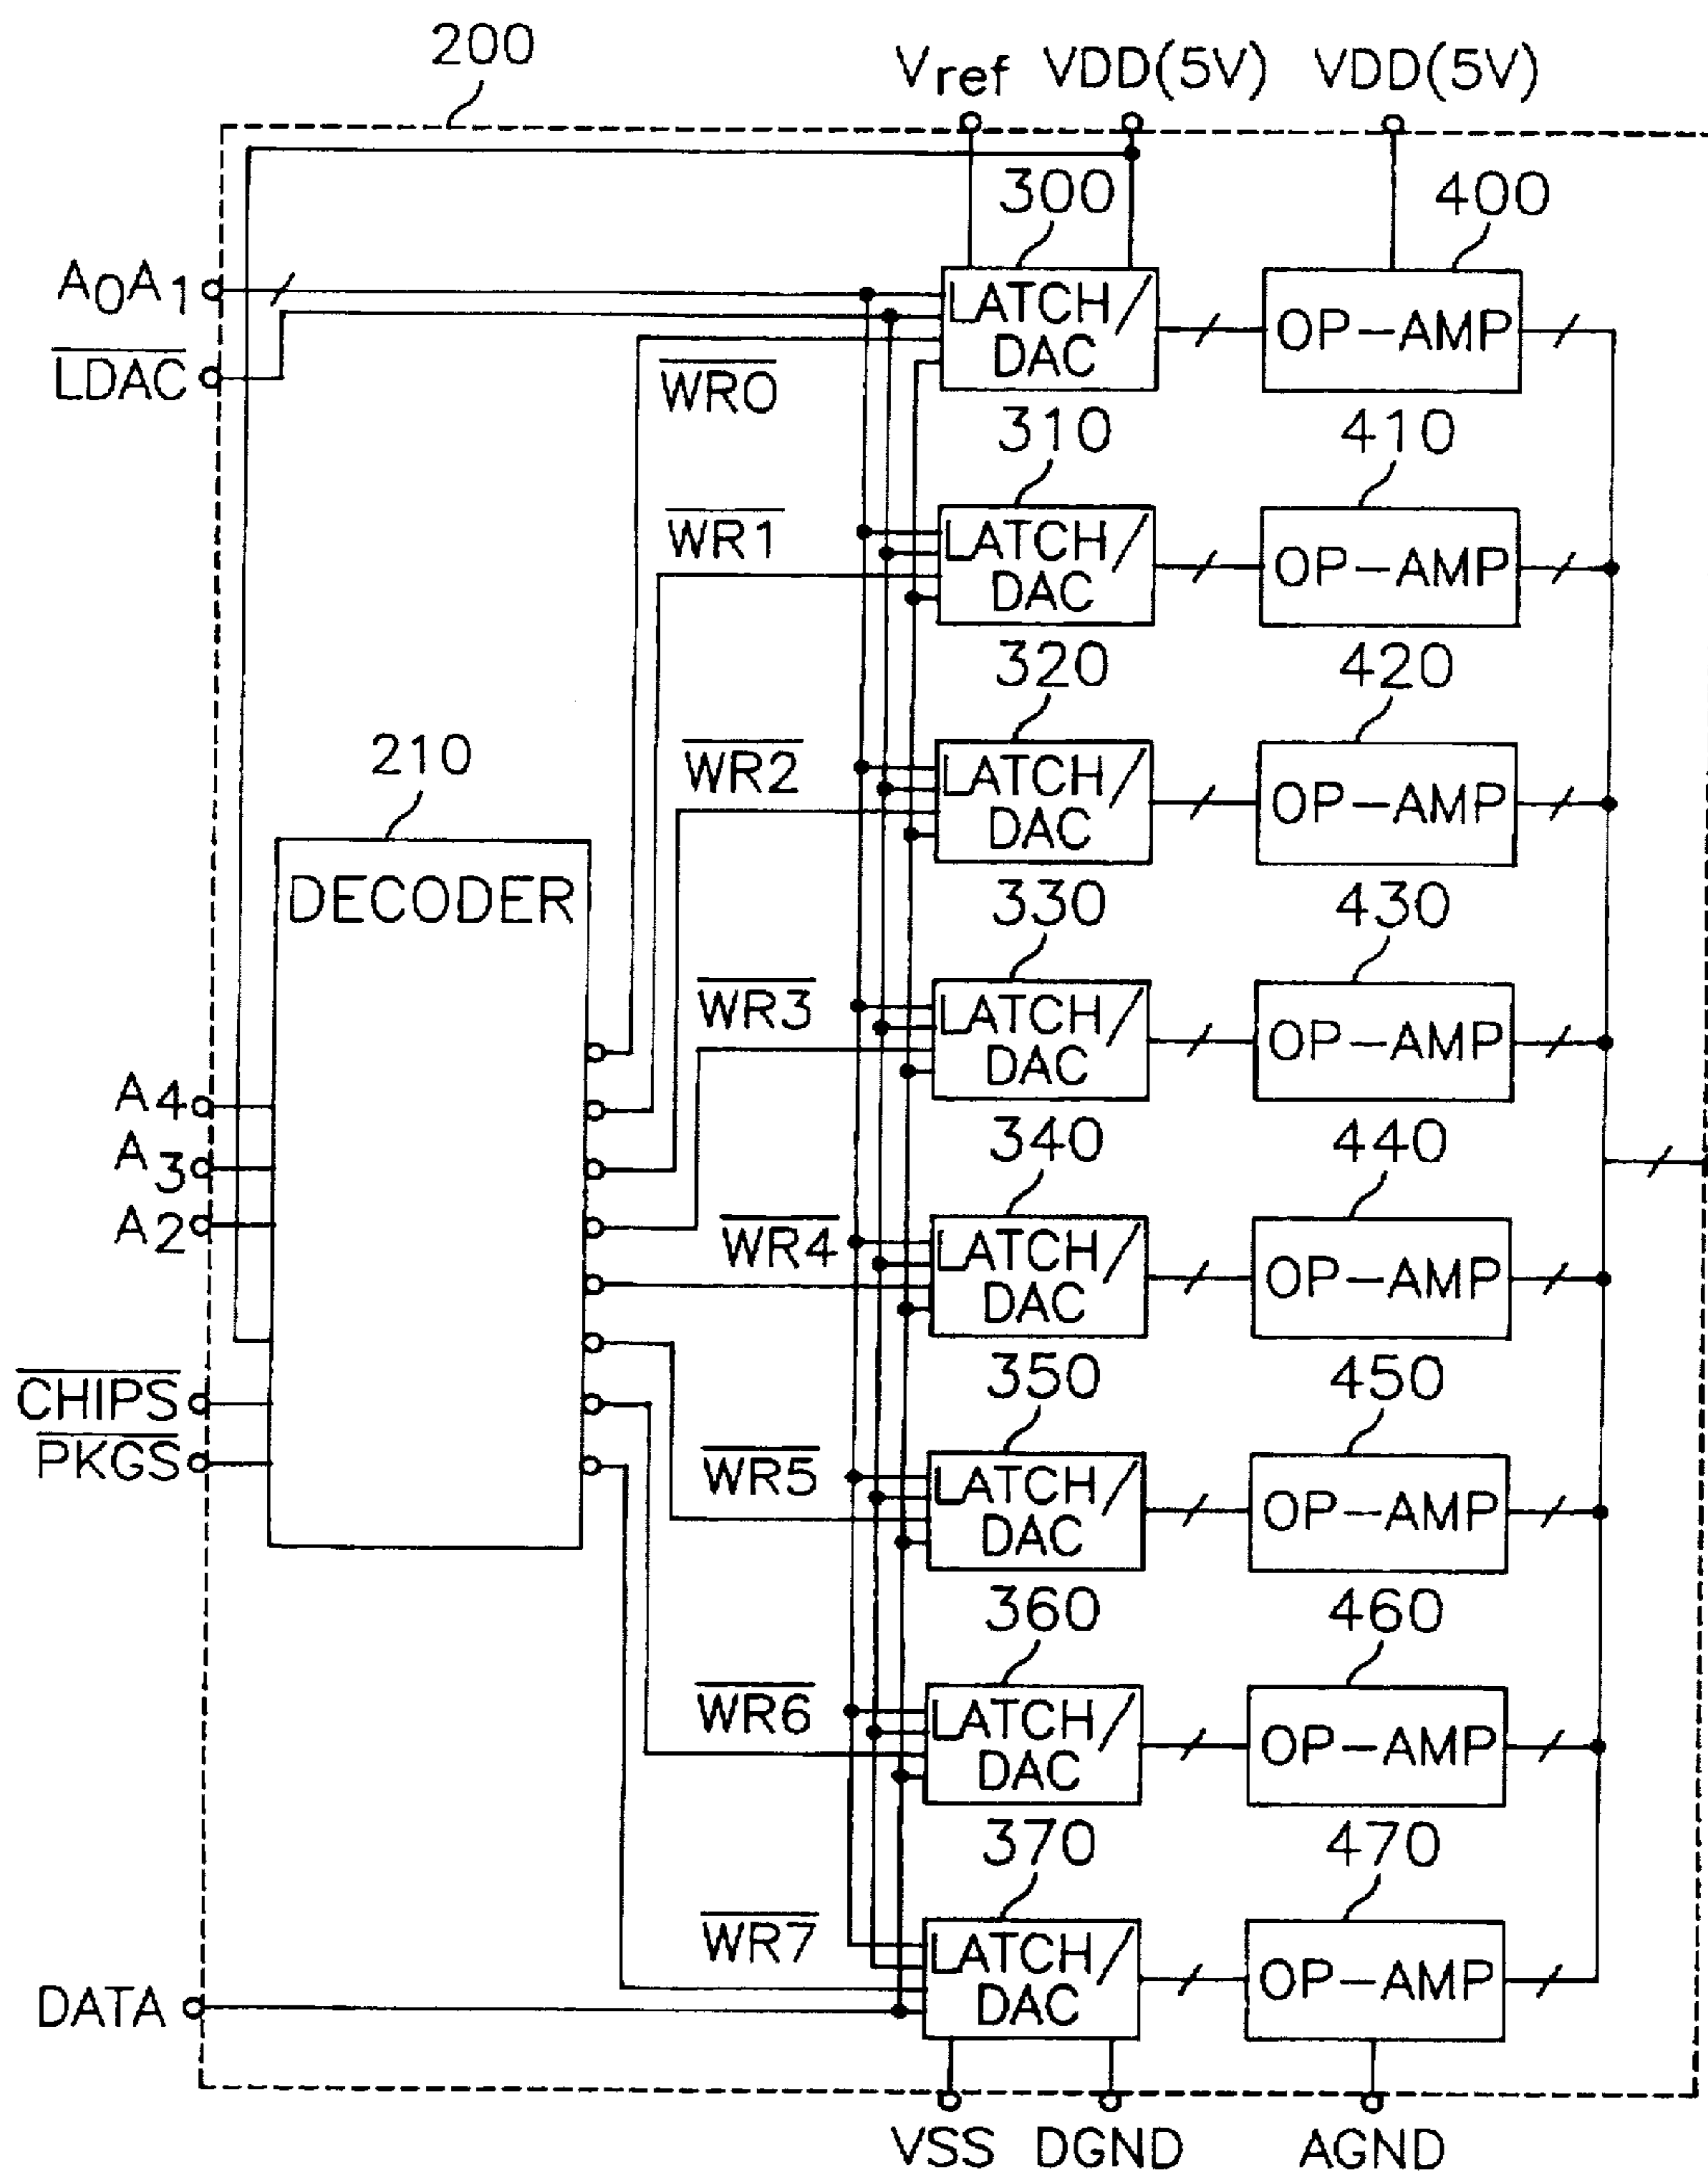 200
Vref VDD(5V) VDD(5V)
300 400
A0A1
LATCH/
DAC
OP-AMP
LDAC
WR0
310 410
WR1
LATCH/
DAC
OP-AMP
320 420
210
WR2
LATCH/
DAC
OP-AMP
DECODER
330 430
WR3
LATCH/
DAC
OP-AMP
A4
A3
A2
340 440
WR4
LATCH/
DAC
OP-AMP
350 450
CHIPS
PKGS
WR5
LATCH/
DAC
OP-AMP
360 460
WR6
LATCH/
DAC
OP-AMP
370 470
WR7
LATCH/
DAC
OP-AMP
DATA
VSS DGND AGND